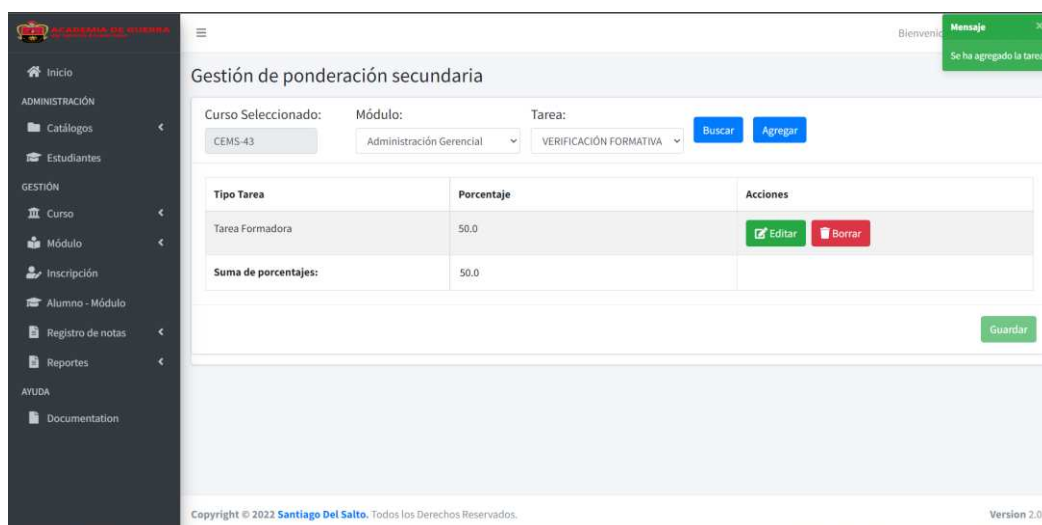 ACADEMIA DE GUERRA
Bienvenid
Mensaje ×
Se ha agregado la tarea
Inicio
ADMINISTRACIÓN
Catálogos
Estudiantes
GESTIÓN
Curso
Módulo
Inscripción
Alumno - Módulo
Registro de notas
Reportes
AYUDA
Documentation
Gestión de ponderación secundaria
Curso Seleccionado: Módulo: Tarea:
CEMS-43 Administración Gerencial VERIFICACIÓN FORMATIVA Buscar Agregar
Tipo Tarea Porcentaje Acciones
Tarea Formadora 50.0 Editar Borrar
Suma de porcentajes: 50.0
Guardar
Copyright © 2022 Santiago Del Salto. Todos los Derechos Reservados. Version 2.0